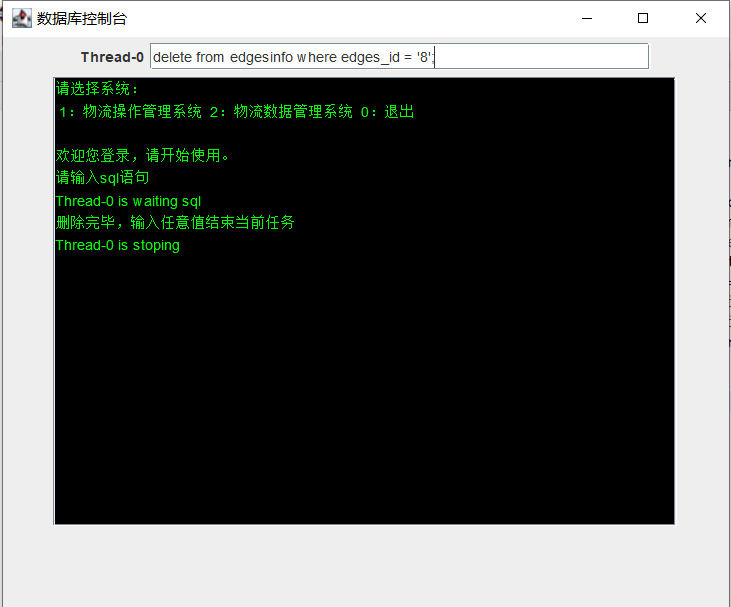 数据库控制台
Thread-0 delete from edgesinfo where edges_id = '8';
请选择系统:
1：物流操作管理系统 2：物流数据管理系统 0：退出
欢迎您登录，请开始使用。
请输入sql语句
Thread-0 is waiting sql
删除完毕，输入任意值结束当前任务
Thread-0 is stoping